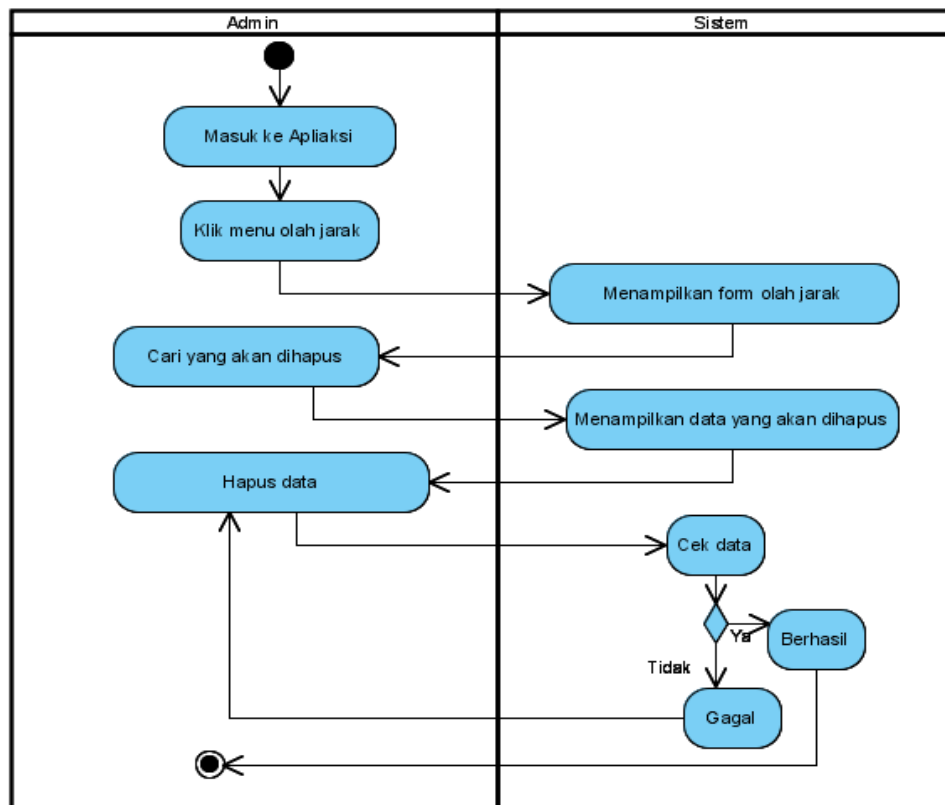 Admin
Sistem
Masuk ke Apliaksi
Klik menu olah jarak
Menampilkan form olah jarak
Cari yang akan dihapus
Menampilkan data yang akan dihapus
Hapus data
Cek data
Ya
Berhasil
Tidak
Gagal